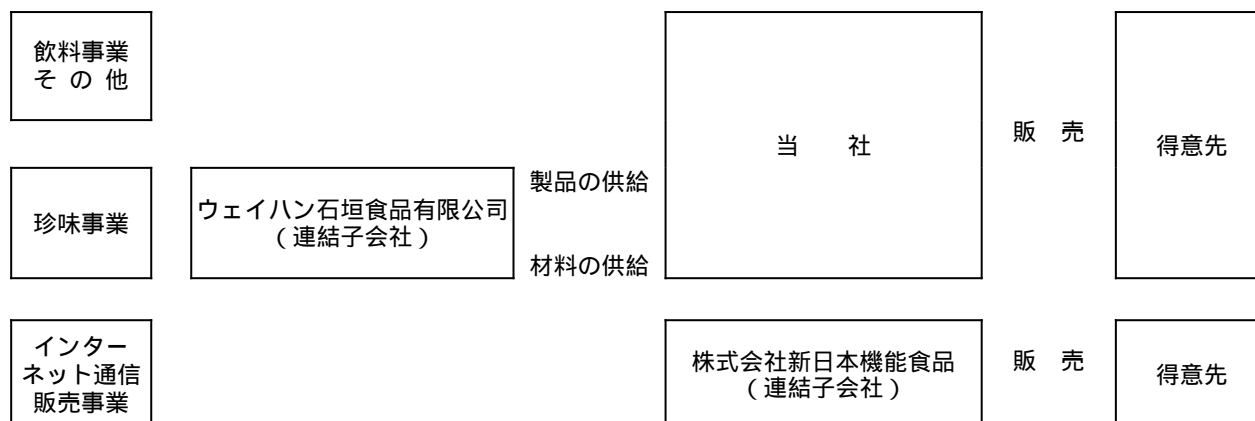 飲料事業
そ の 他
当　　社
販　売
得意先
珍味事業
ウェイハン石垣食品有限公司
（連結子会社）
製品の供給
材料の供給
インター
ネット通信
販売事業
株式会社新日本機能食品
（連結子会社）
販　売
得意先